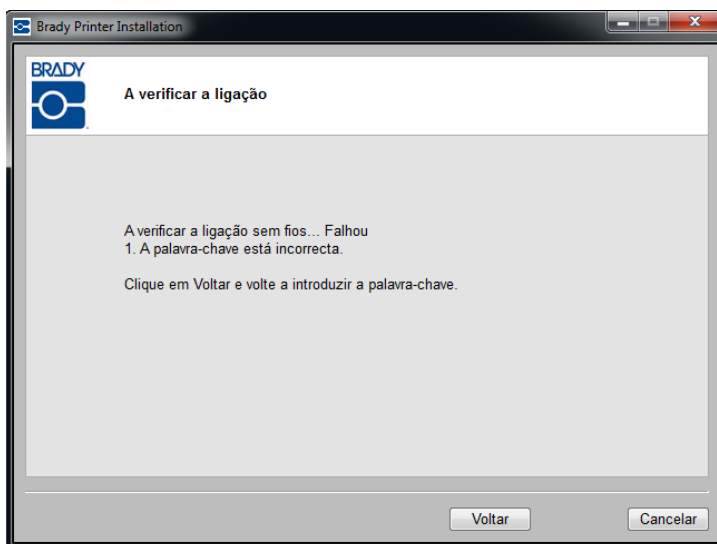 Brady Printer Installation
BRADY
A verificar a ligação
A verificar a ligação sem fios... Falhou
1. A palavra-chave está incorrecta.
Clique em Voltar e volte a introduzir a palavra-chave.
Voltar
Cancelar